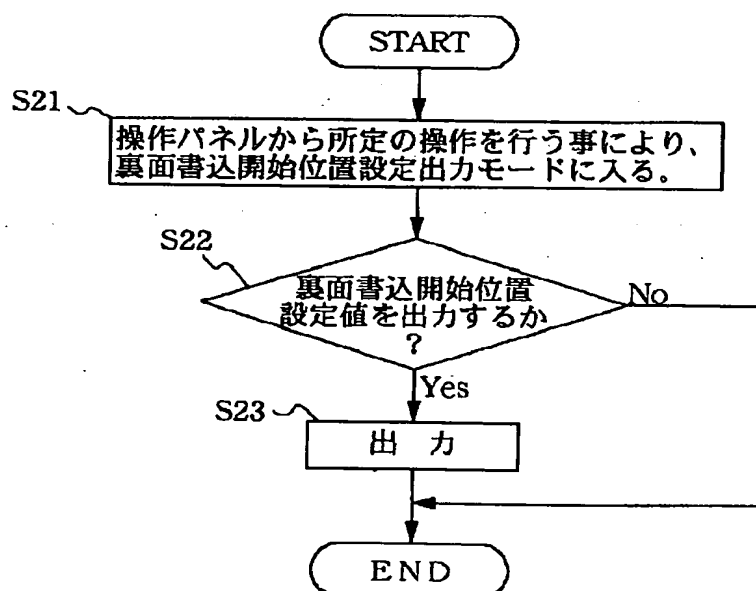 START
S21
操作パネルから所定の操作を行う事により、
裏面書込開始位置設定出力モードに入る。
S22
裏面書込開始位置
設定値を出力するか
?
No
Yes
S23
出 力
END